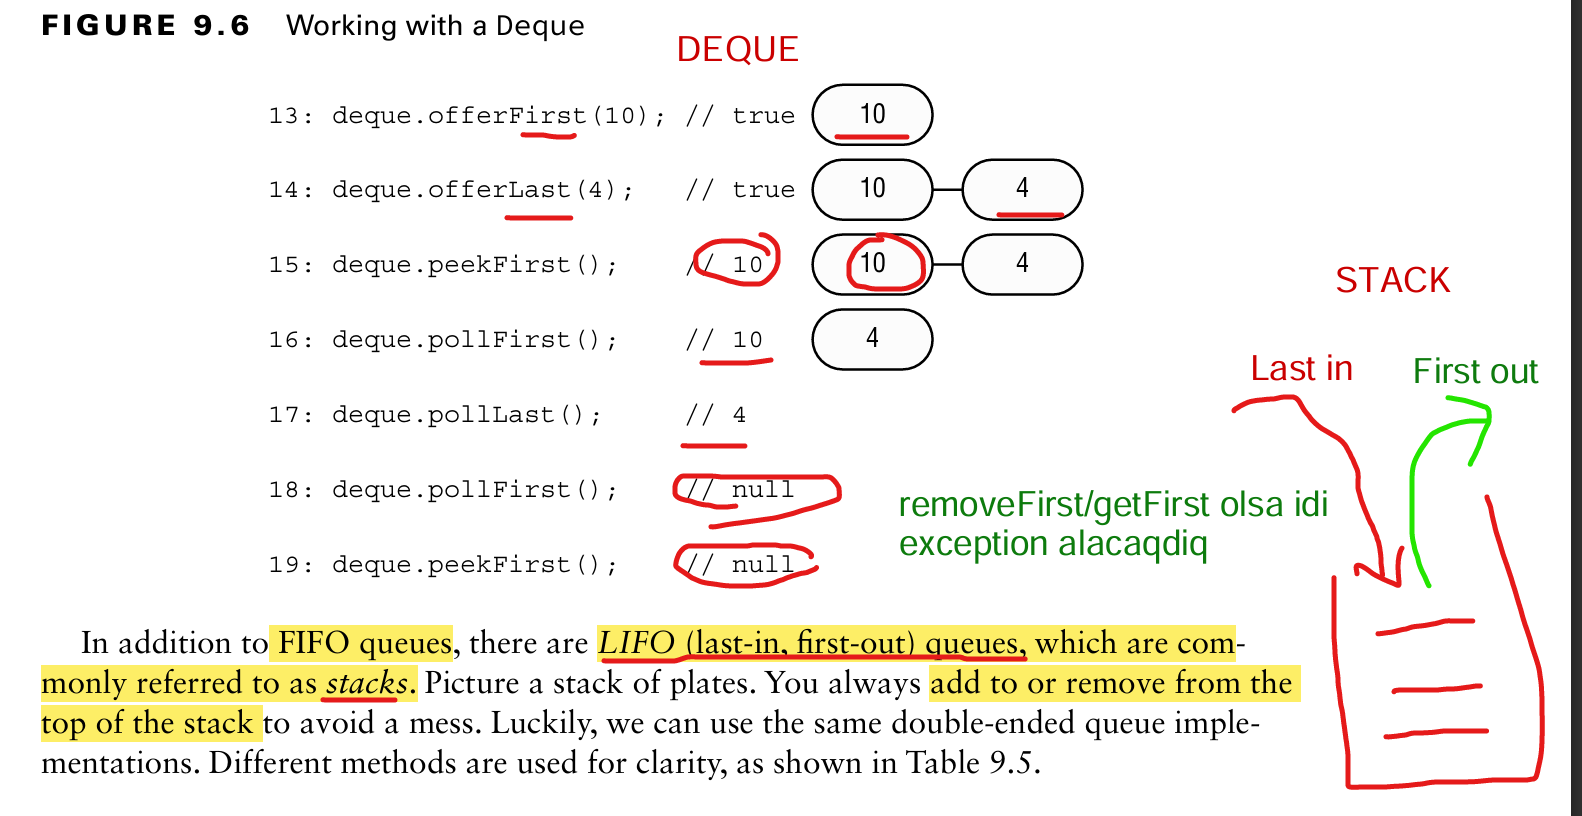 FIGURE 9.6 Working with a Deque
DEQUE
13: deque.offerFirst(10); // true 10
14: deque.offerLast(4); // true 10 4
15: deque.peekFirst(); // 10 10 4
STACK
16: deque.pollFirst(); // 10 4
Last in First out
17: deque.pollLast(); // 4
18: deque.pollFirst(); // null
removeFirst/getFirst olsa idi
exception alacaqdiq
19: deque.peekFirst(); // null
In addition to FIFO queues, there are LIFO (last-in, first-out) queues, which are com-
monly referred to as stacks. Picture a stack of plates. You always add to or remove from the
top of the stack to avoid a mess. Luckily, we can use the same double-ended queue imple-
mentations. Different methods are used for clarity, as shown in Table 9.5.